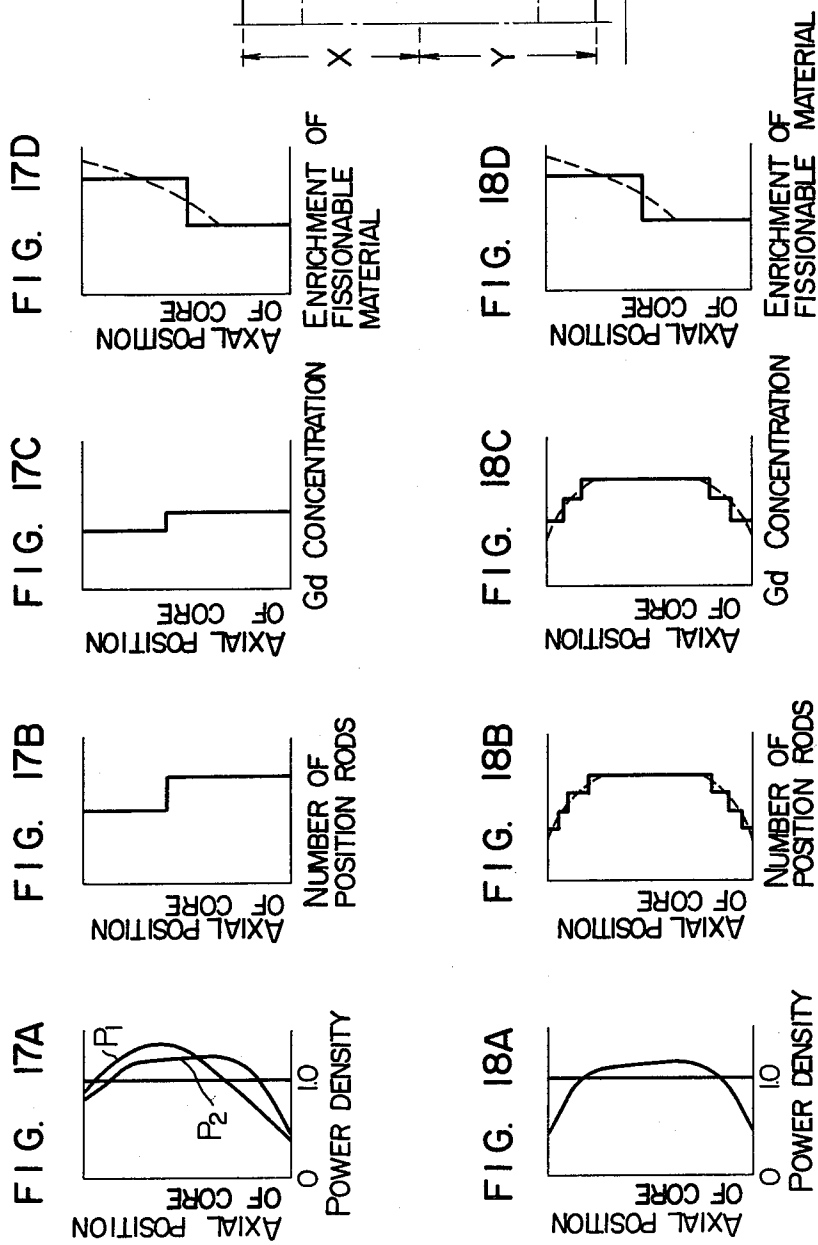 FIG. 17A
AXIAL POSITION
OF CORE
P1
P2
0
1.0
POWER DENSITY
FIG. 17B
AXIAL POSITION
OF CORE
NUMBER OF
POSITION RODS
FIG. 17C
AXIAL POSITION
OF CORE
Gd CONCENTRATION
FIG. 17D
AXIAL POSITION
OF CORE
ENRICHMENT OF
FISSIONABLE
MATERIAL
X
Y
FIG. 18A
AXIAL POSITION
OF CORE
0
1.0
POWER DENSITY
FIG. 18B
AXIAL POSITION
OF CORE
NUMBER OF
POSITION RODS
FIG. 18C
AXIAL POSITION
OF CORE
Gd CONCENTRATION
FIG. 18D
AXIAL POSITION
OF CORE
ENRICHMENT OF
FISSIONABLE MATERIAL